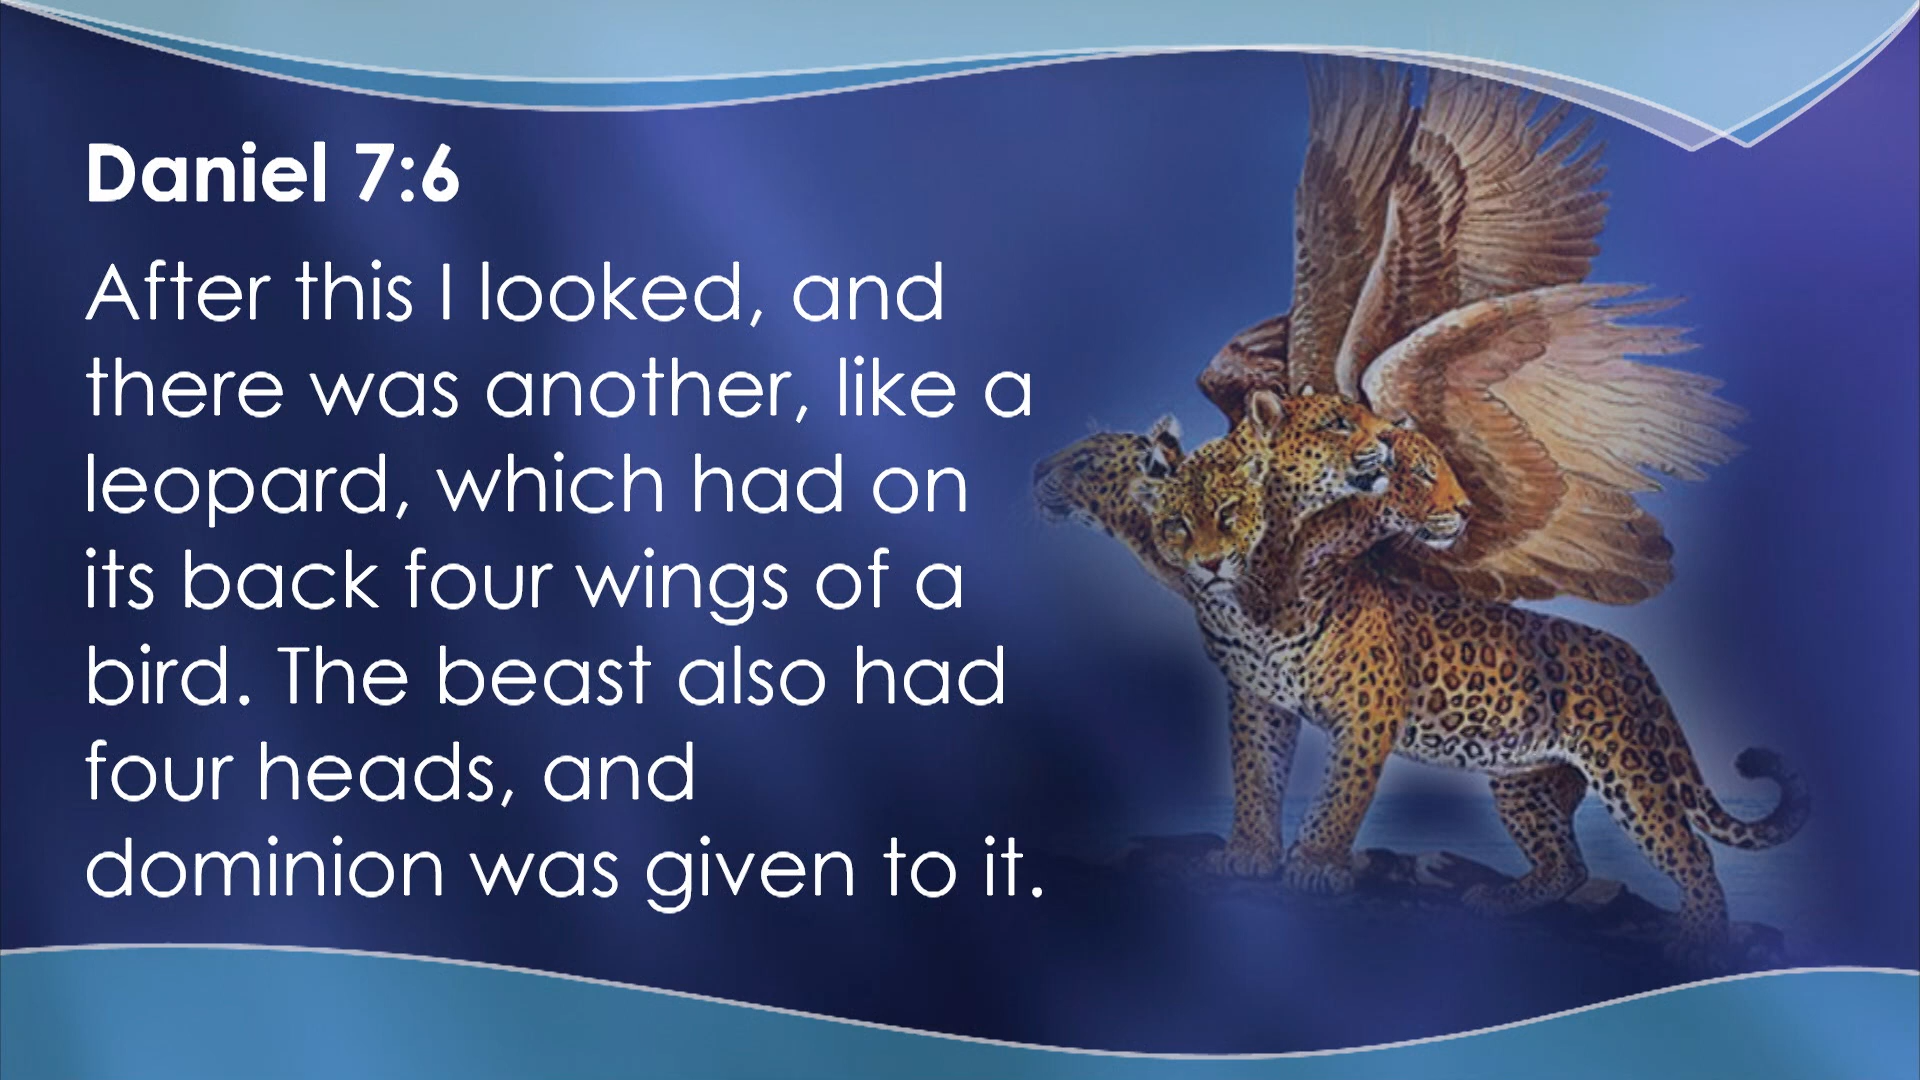 Daniel 7:6
After this I looked, and
there was another, like a
leopard, which had on
its back four wings of a
bird. The beast also had
four heads, and
dominion was given to it.